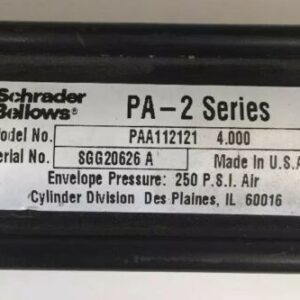 Schrader
Bellows® PA-2 Series
Model No. PAA112121 4.000
Serial No. SGG20626 A Made in U.S.A
Envelope Pressure: 250 P.S.I. Air
Cylinder Division Des Plaines, IL 60016